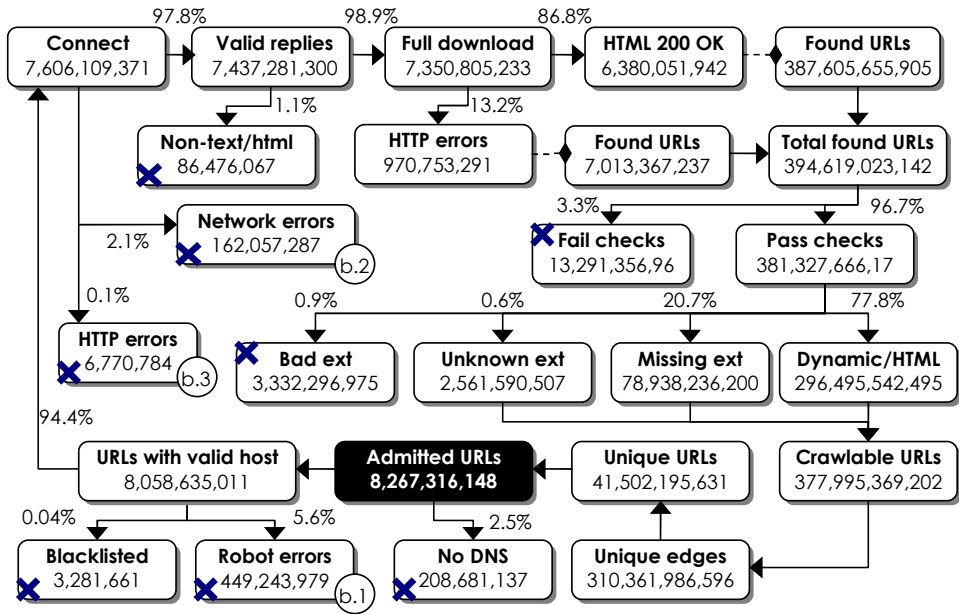 97.8%
98.9%
86.8%
Connect
7,606,109,371
Valid replies
7,437,281,300
Full download
7,350,805,233
HTML 200 OK
6,380,051,942
Found URLs
387,605,655,905
1.1%
13.2%
Non-text/html
86,476,067
HTTP errors
970,753,291
Found URLs
7,013,367,237
Total found URLs
394,619,023,142
3.3%
96.7%
2.1%
Network errors
162,057,287
b.2
Fail checks
13,291,356,96
Pass checks
381,327,666,17
0.1%
0.9%
0.6%
20.7%
77.8%
HTTP errors
6,770,784
b.3
Bad ext
3,332,296,975
Unknown ext
2,561,590,507
Missing ext
78,938,236,200
Dynamic/HTML
296,495,542,495
94.4%
URLs with valid host
8,058,635,011
Admitted URLs
8,267,316,148
Unique URLs
41,502,195,631
Crawlable URLs
377,995,369,202
0.04%
5.6%
2.5%
Blacklisted
3,281,661
Robot errors
449,243,979
b.1
No DNS
208,681,137
Unique edges
310,361,986,596